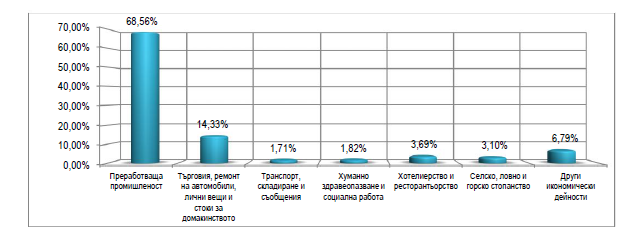 70,00%
60,00%
50,00%
40,00%
30,00%
20,00%
10,00%
0,00%
68,56%
14,33%
1,71%
1,82%
3,69%
3,10%
6,79%
Преработваща
промишленост
Търговия, ремонт
на автомобили,
лични вещи и
стоки за
домакинството
Транспорт,
складиране и
съобщения
Хуманно
здравеопазване и
социална работа
Хотелиерство и
ресторантьорство
Селско, ловно и
горско стопанство
Други
икономически
дейности